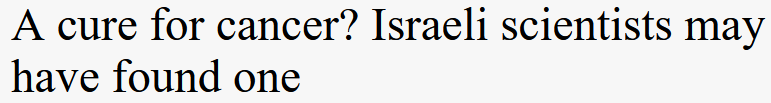 A cure for cancer? Israeli scientists may
have found one